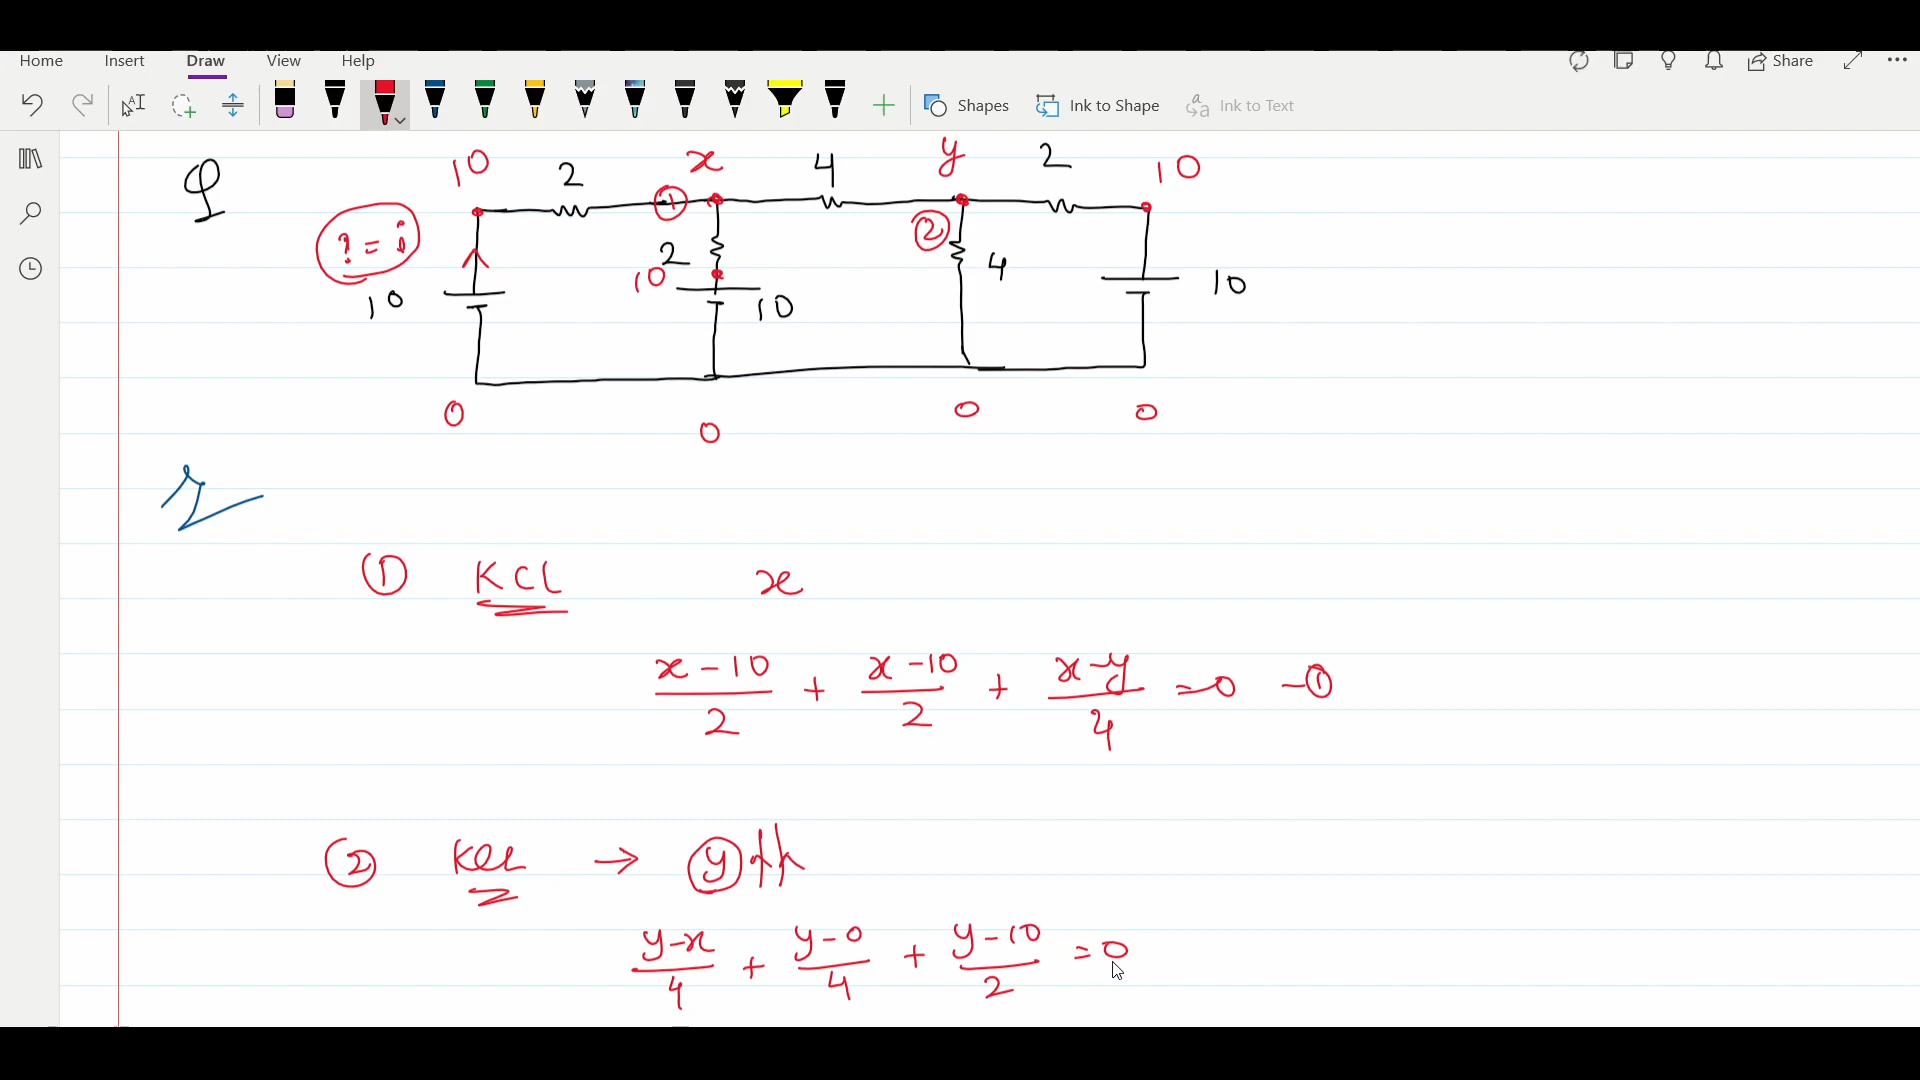 Home Insert Draw View Help Share
Shapes Ink to Shape Ink to Text
Q 10 2 x 4 y 2 10
? = i ① 2 ② 4
10 10 10 10
0 0 0 0
① KCL x
x - 10 / 2 + x - 10 / 2 + x - y / 4 = 0 - ①
② KCL → y
y - x / 4 + y - 0 / 4 + y - 10 / 2 = 0